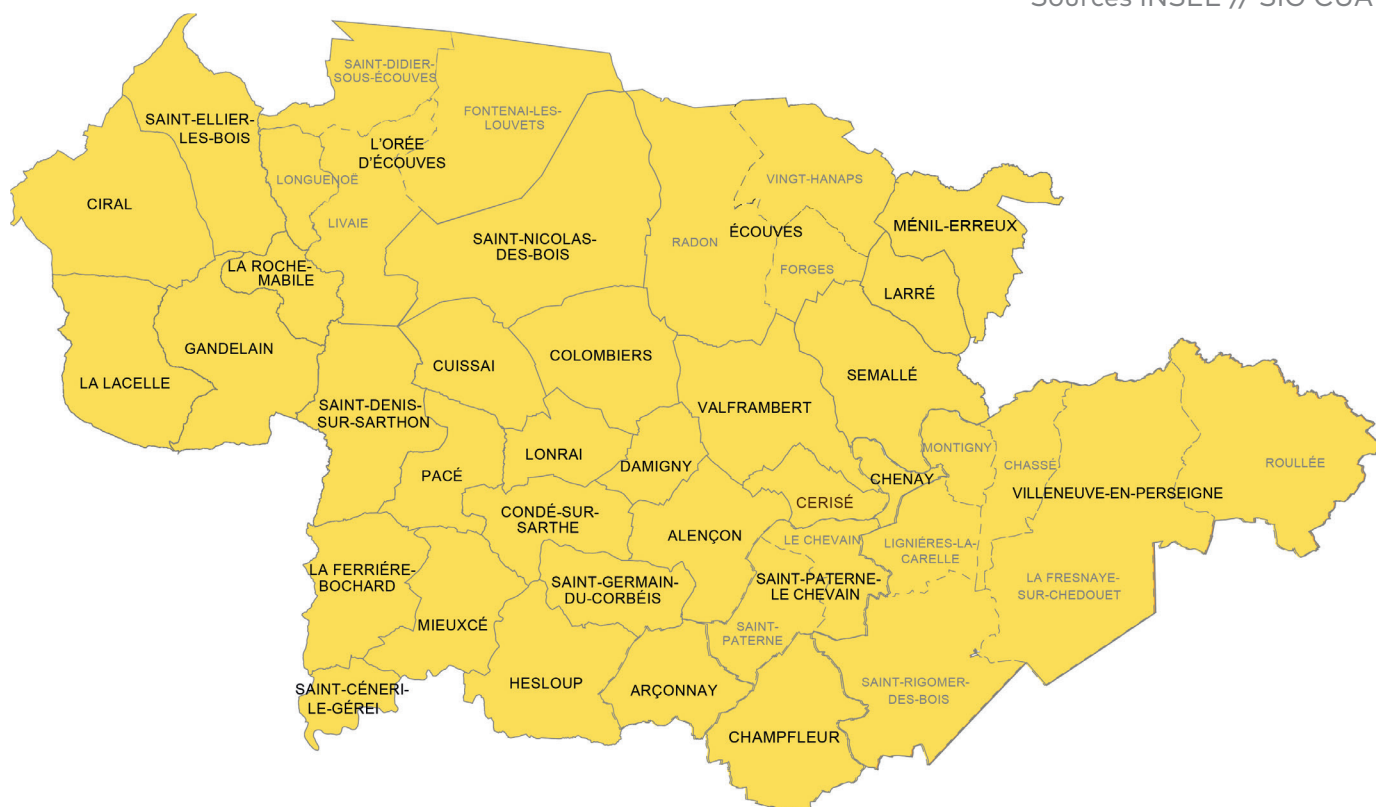 Sources INSEE // SIG CUA
SAINT-DIDIER-
SOUS-ÉCOUVES
FONTENAI-LES-
LOUVETS
SAINT-ELLIER-
LES-BOIS
L'ORÉE
D'ÉCOUVES
LONGUENOË
VINGT-HANAPS
CIRAL
LIVAIE
MÉNIL-ERREUX
SAINT-NICOLAS-
DES-BOIS
RADON
ÉCOUVES
FORGES
LA ROCHE-
MABILE
LARRÉ
GANDELAIN
COLOMBIERS
CUISSAI
LA LACELLE
SEMALLÉ
SAINT-DENIS-
SUR-SARTHON
VALFRAMBERT
MONTIGNY
LONRAI
DAMIGNY
CHASSÉ
ROULLÉE
PACÉ
CHENAY
VILLENEUVE-EN-PERSEIGNE
CERISÉ
CONDÉ-SUR-
SARTHE
ALENÇON
LE CHEVAIN
LIGNIÉRES-LA-
CARELLE
LA FERRIÉRE-
BOCHARD
SAINT-GERMAIN-
DU-CORBÉIS
SAINT-PATERNE-
LE CHEVAIN
LA FRESNAYE-
SUR-CHEDOUET
MIEUXCÉ
SAINT-
PATERNE
HESLOUP
ARÇONNAY
SAINT-RIGOMER-
DES-BOIS
SAINT-CÉNERI-
LE-GÉREI
CHAMPFLEUR